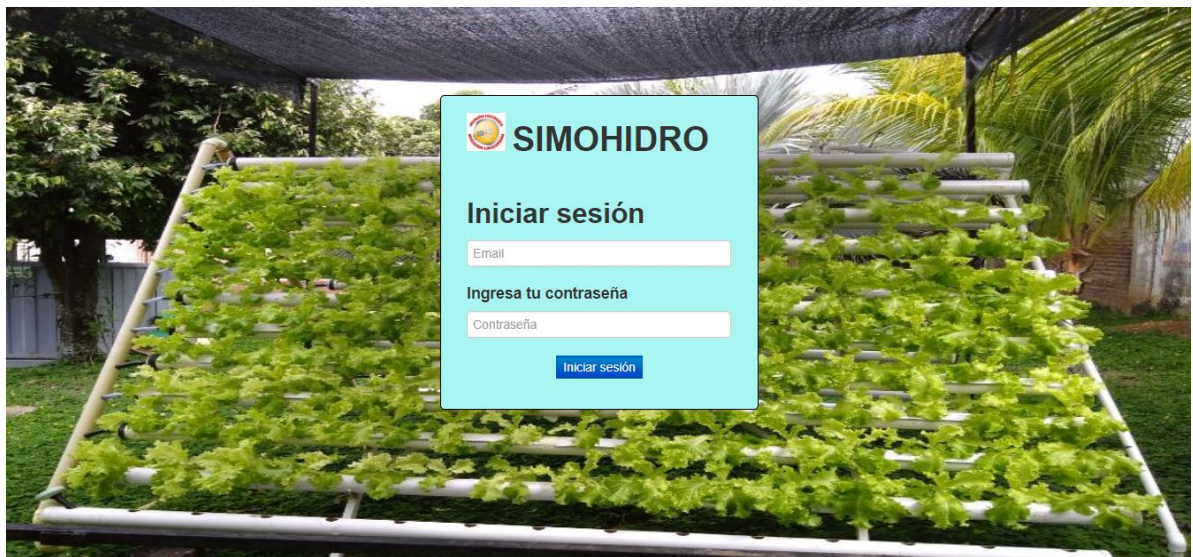 SIMOHIDRO
Iniciar sesión
Email
Ingresa tu contraseña
Contraseña
Iniciar sesión